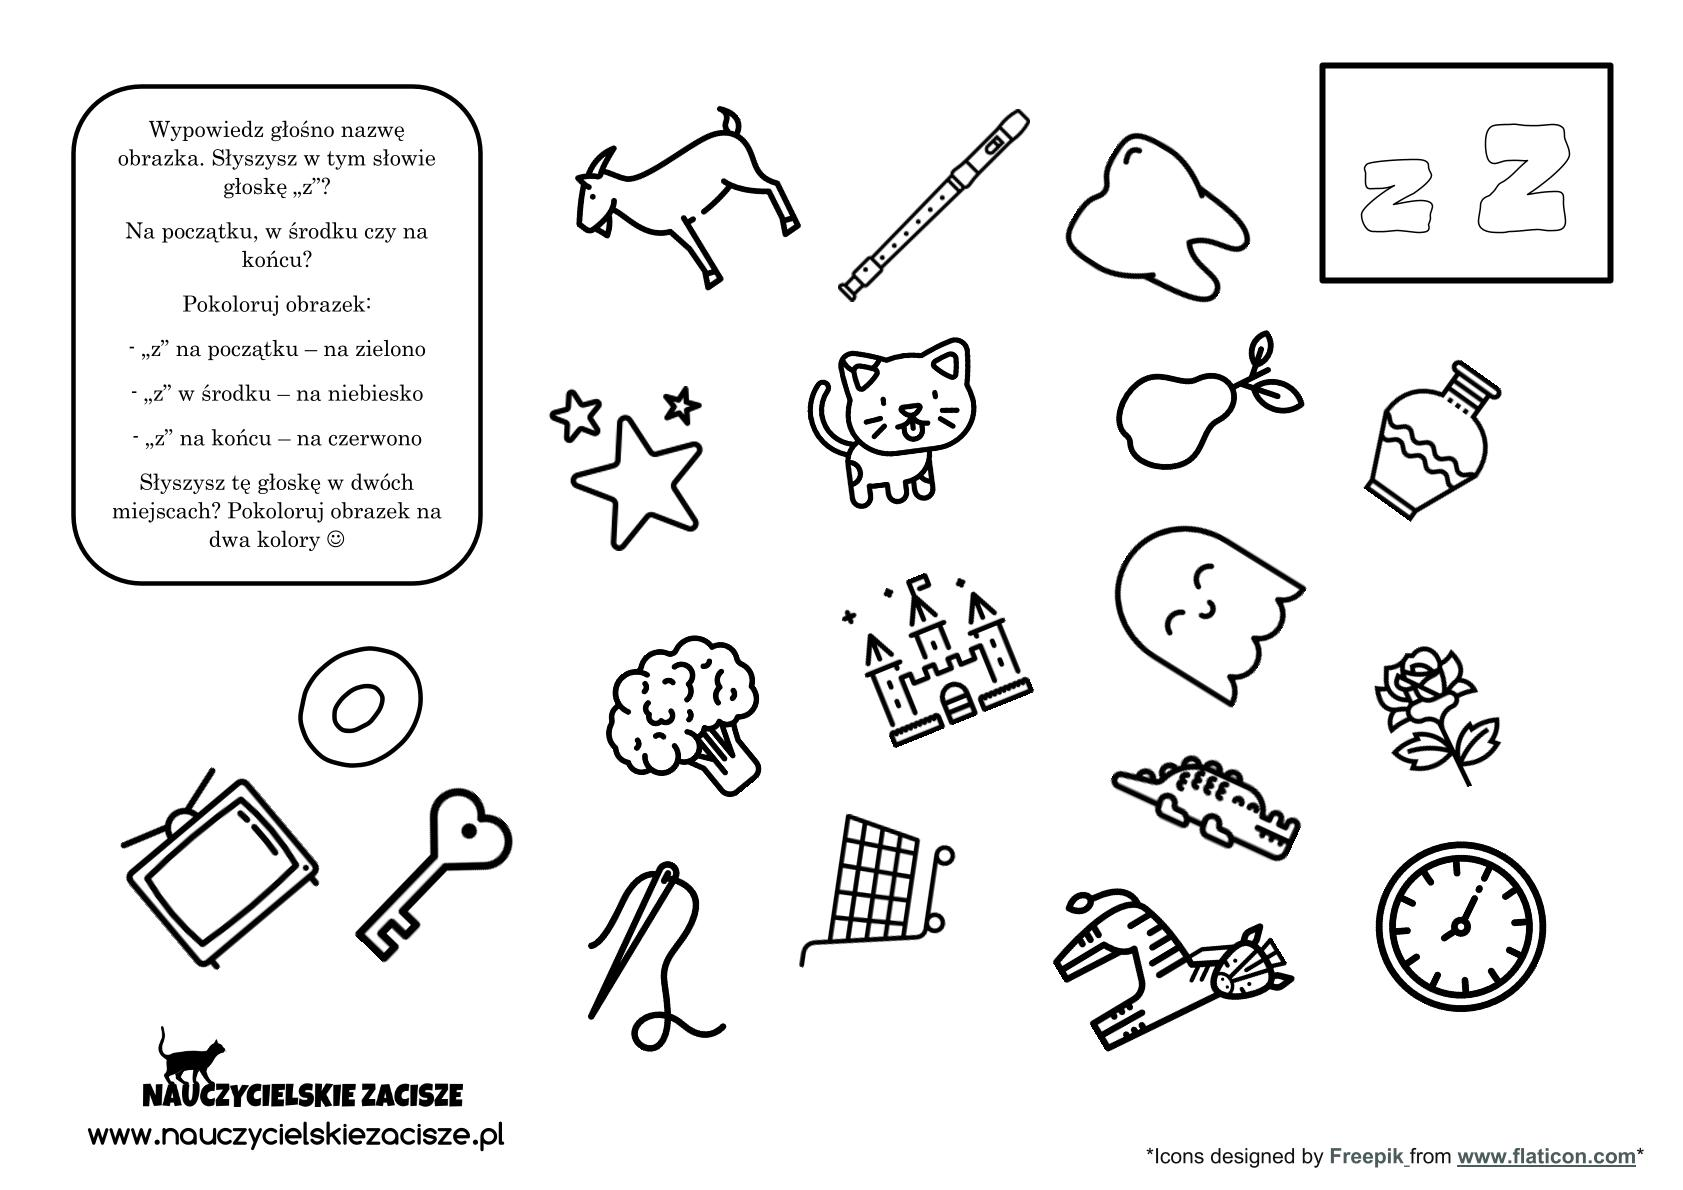 Wypowiedz głośno nazwę
obrazka. Słyszysz w tym słowie
głoskę „z”?
Na początku, w środku czy na
końcu?
Pokoloruj obrazek:
- „z” na początku – na zielono
- „z” w środku – na niebiesko
- „z” na końcu – na czerwono
Słyszysz tę głoskę w dwóch
miejscach? Pokoloruj obrazek na
dwa kolory ☺
z Z
NAUCZYCIELSKIE ZACISZE
www.nauczycielskiezacisze.pl
*Icons designed by Freepik from www.flaticon.com*